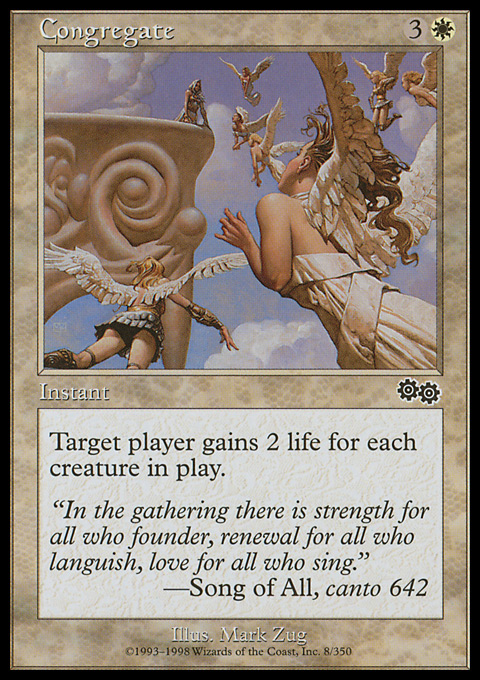 Congregate 3
Instant
Target player gains 2 life for each
creature in play.
“In the gathering there is strength for
all who founder, renewal for all who
languish, love for all who sing.”
—Song of All, canto 642
Illus. Mark Zug
©1993–1998 Wizards of the Coast, Inc. 8/350